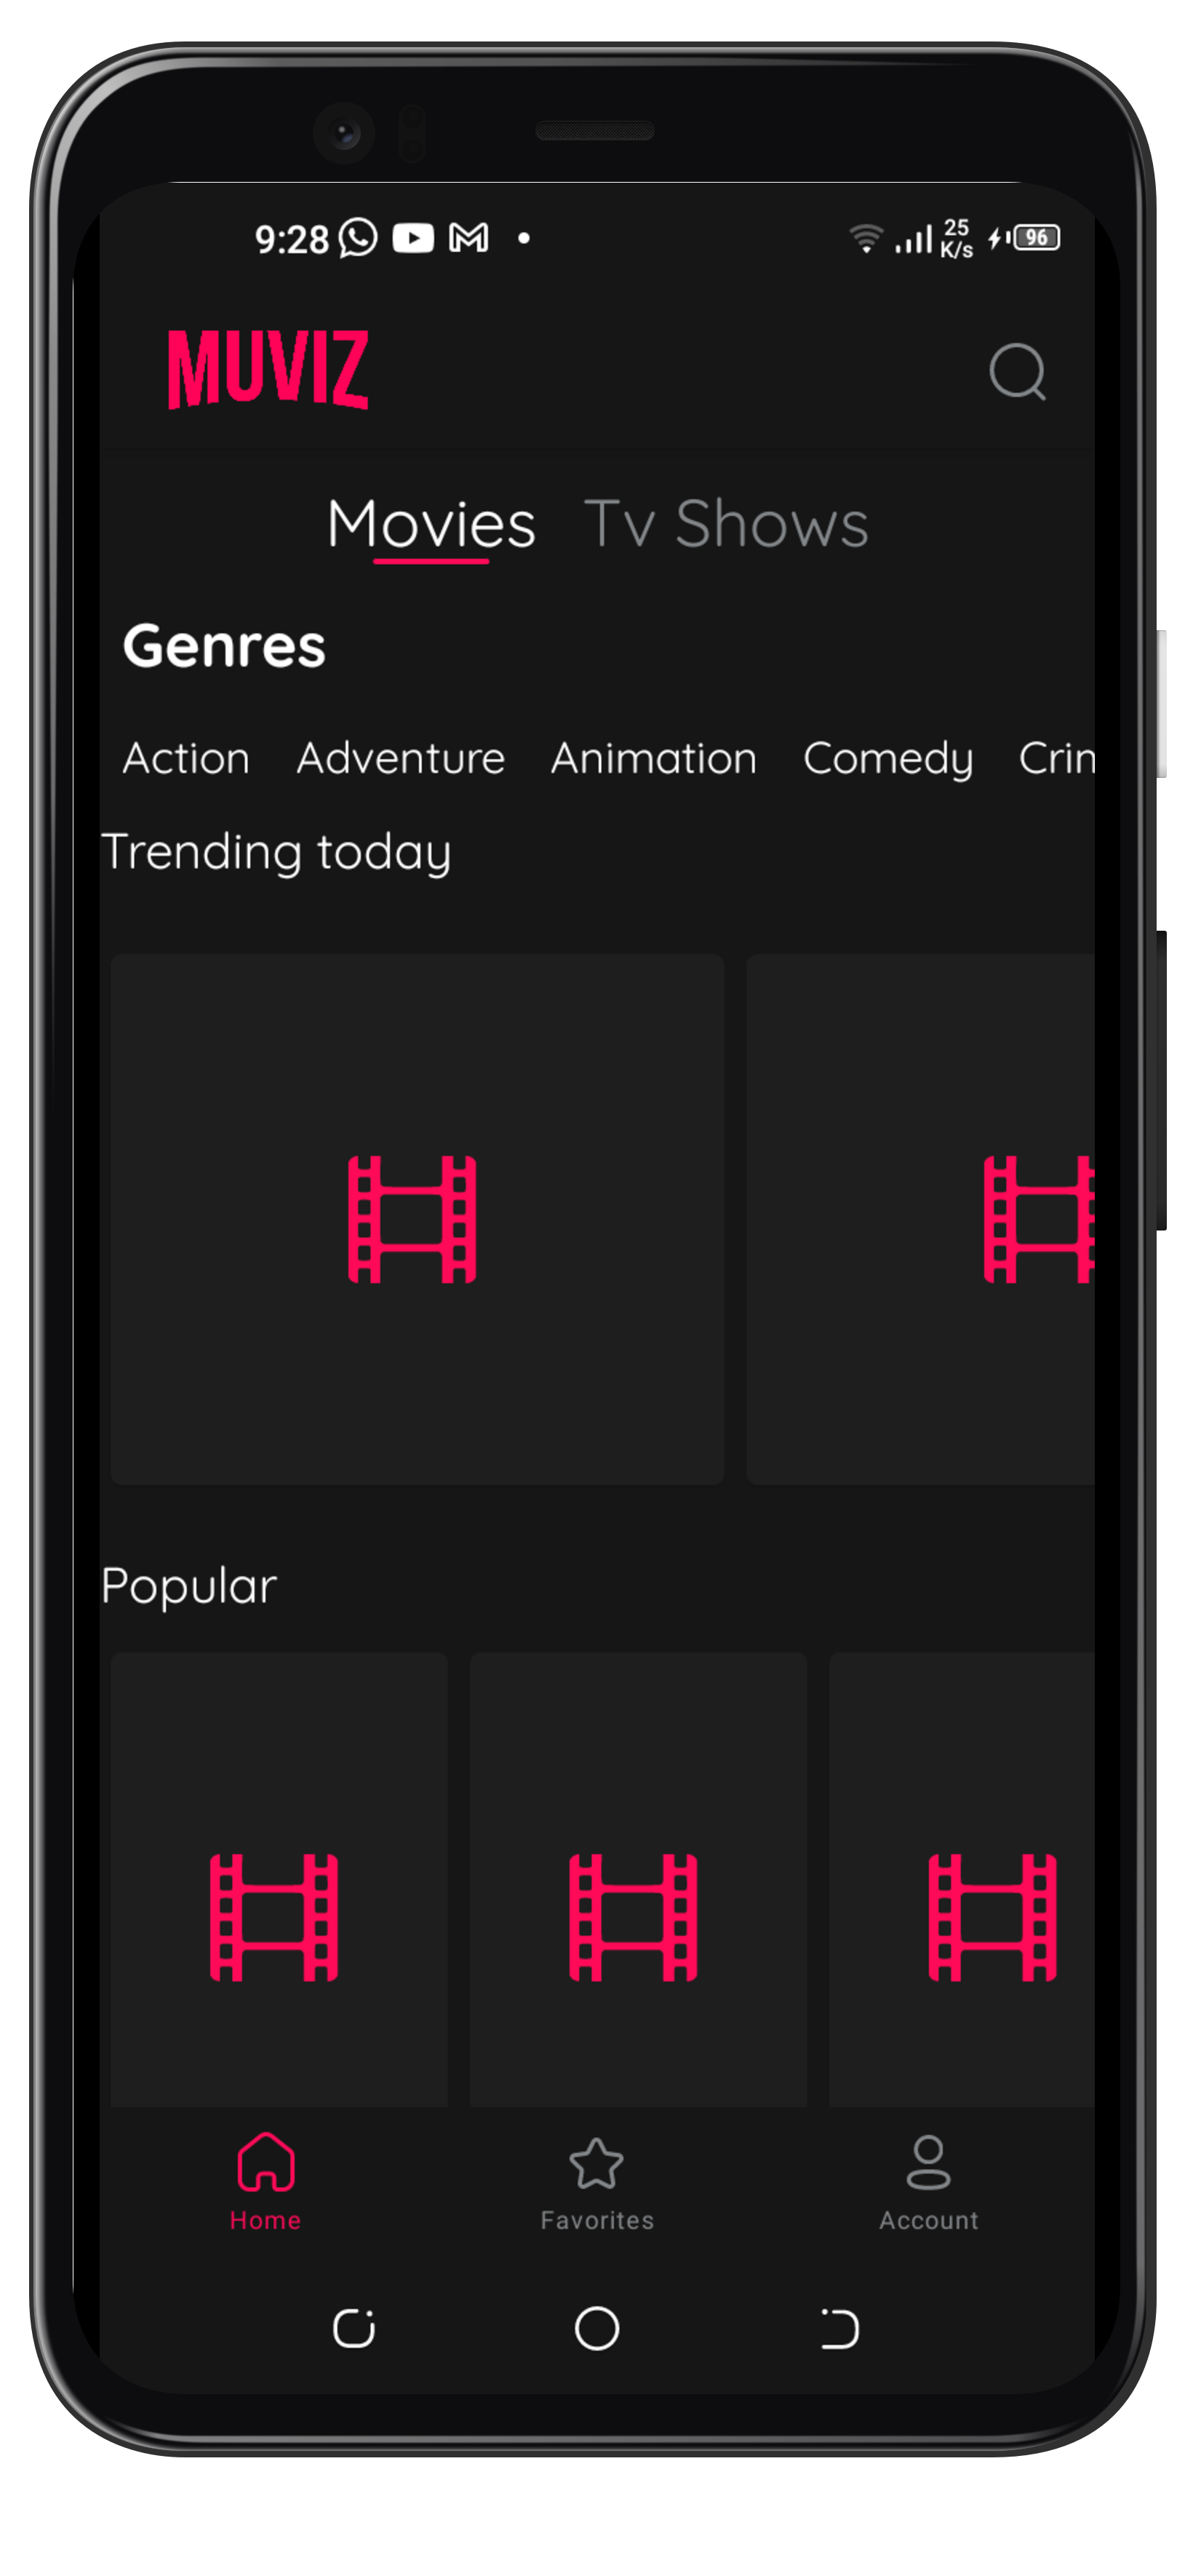 9:28 25 K/s 96
MUVIZ
Movies Tv Shows
Genres
Action Adventure Animation Comedy Crim
Trending today
Popular
Home Favorites Account